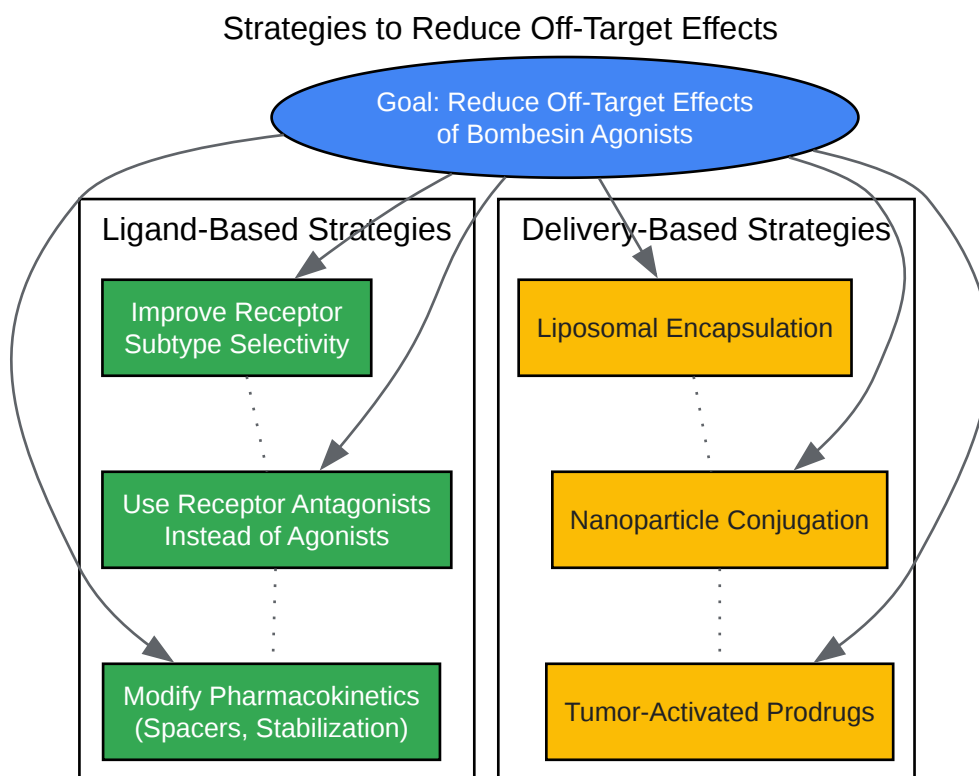 Strategies to Reduce Off-Target Effects
Goal: Reduce Off-Target Effects
of Bombesin Agonists
Ligand-Based Strategies
Improve Receptor
Subtype Selectivity
Use Receptor Antagonists
Instead of Agonists
Modify Pharmacokinetics
(Spacers, Stabilization)
Delivery-Based Strategies
Liposomal Encapsulation
Nanoparticle Conjugation
Tumor-Activated Prodrugs